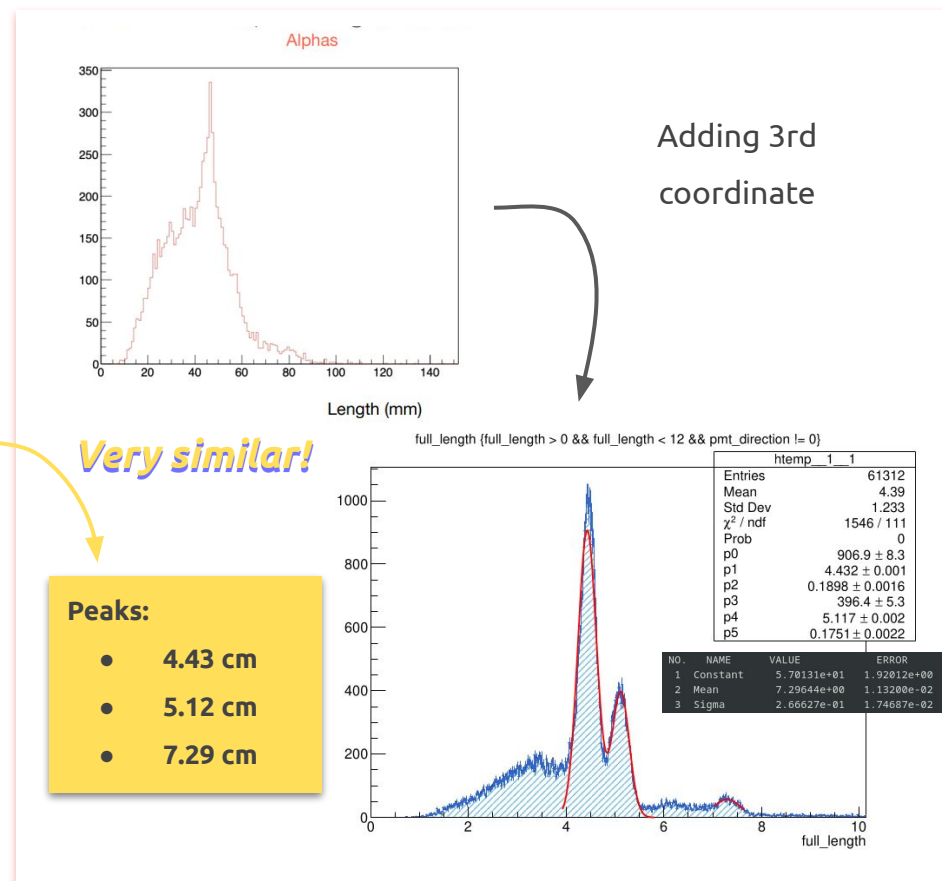 Alphas
350
300
250
200
150
100
50
0
0 20 40 60 80 100 120 140
Length (mm)
Adding 3rd
coordinate
Very similar!
Peaks:
● 4.43 cm
● 5.12 cm
● 7.29 cm
full_length {full_length > 0 && full_length < 12 && pmt_direction != 0}
htemp__1__1
Entries 61312
Mean 4.39
Std Dev 1.233
χ² / ndf 1546 / 111
Prob 0
p0 906.9 ± 8.3
p1 4.432 ± 0.001
p2 0.1898 ± 0.0016
p3 396.4 ± 5.3
p4 5.117 ± 0.002
p5 0.1751 ± 0.0022
NO. NAME VALUE ERROR
1 Constant 5.70131e+01 1.92012e+00
2 Mean 7.29644e+00 1.13200e-02
3 Sigma 2.66627e-01 1.74687e-02
1000
800
600
400
200
0
0 2 4 6 8 10
full_length